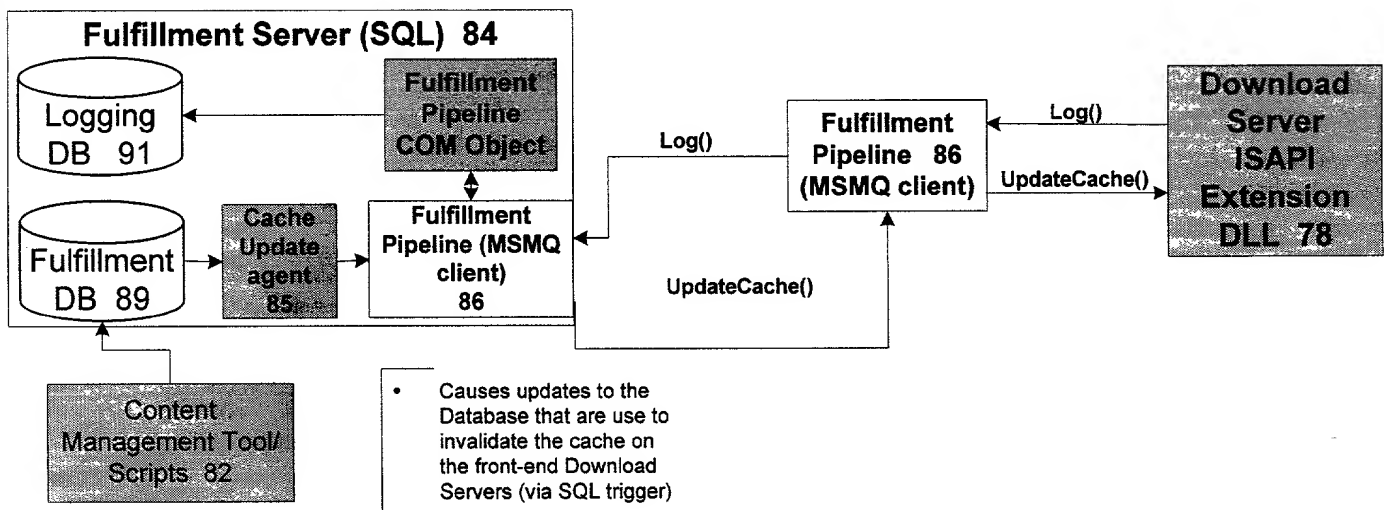 Fulfillment Server (SQL) 84
Logging
DB 91
Fulfillment
Pipeline
COM Object
Fulfillment
DB 89
Cache
Update
agent
85
Fulfillment
Pipeline (MSMQ
client)
86
Log()
UpdateCache()
Fulfillment
Pipeline 86
(MSMQ client)
Log()
UpdateCache()
Download
Server
ISAPI
Extension
DLL 78
Content
Management Tool/
Scripts 82
• Causes updates to the
Database that are use to
invalidate the cache on
the front-end Download
Servers (via SQL trigger)